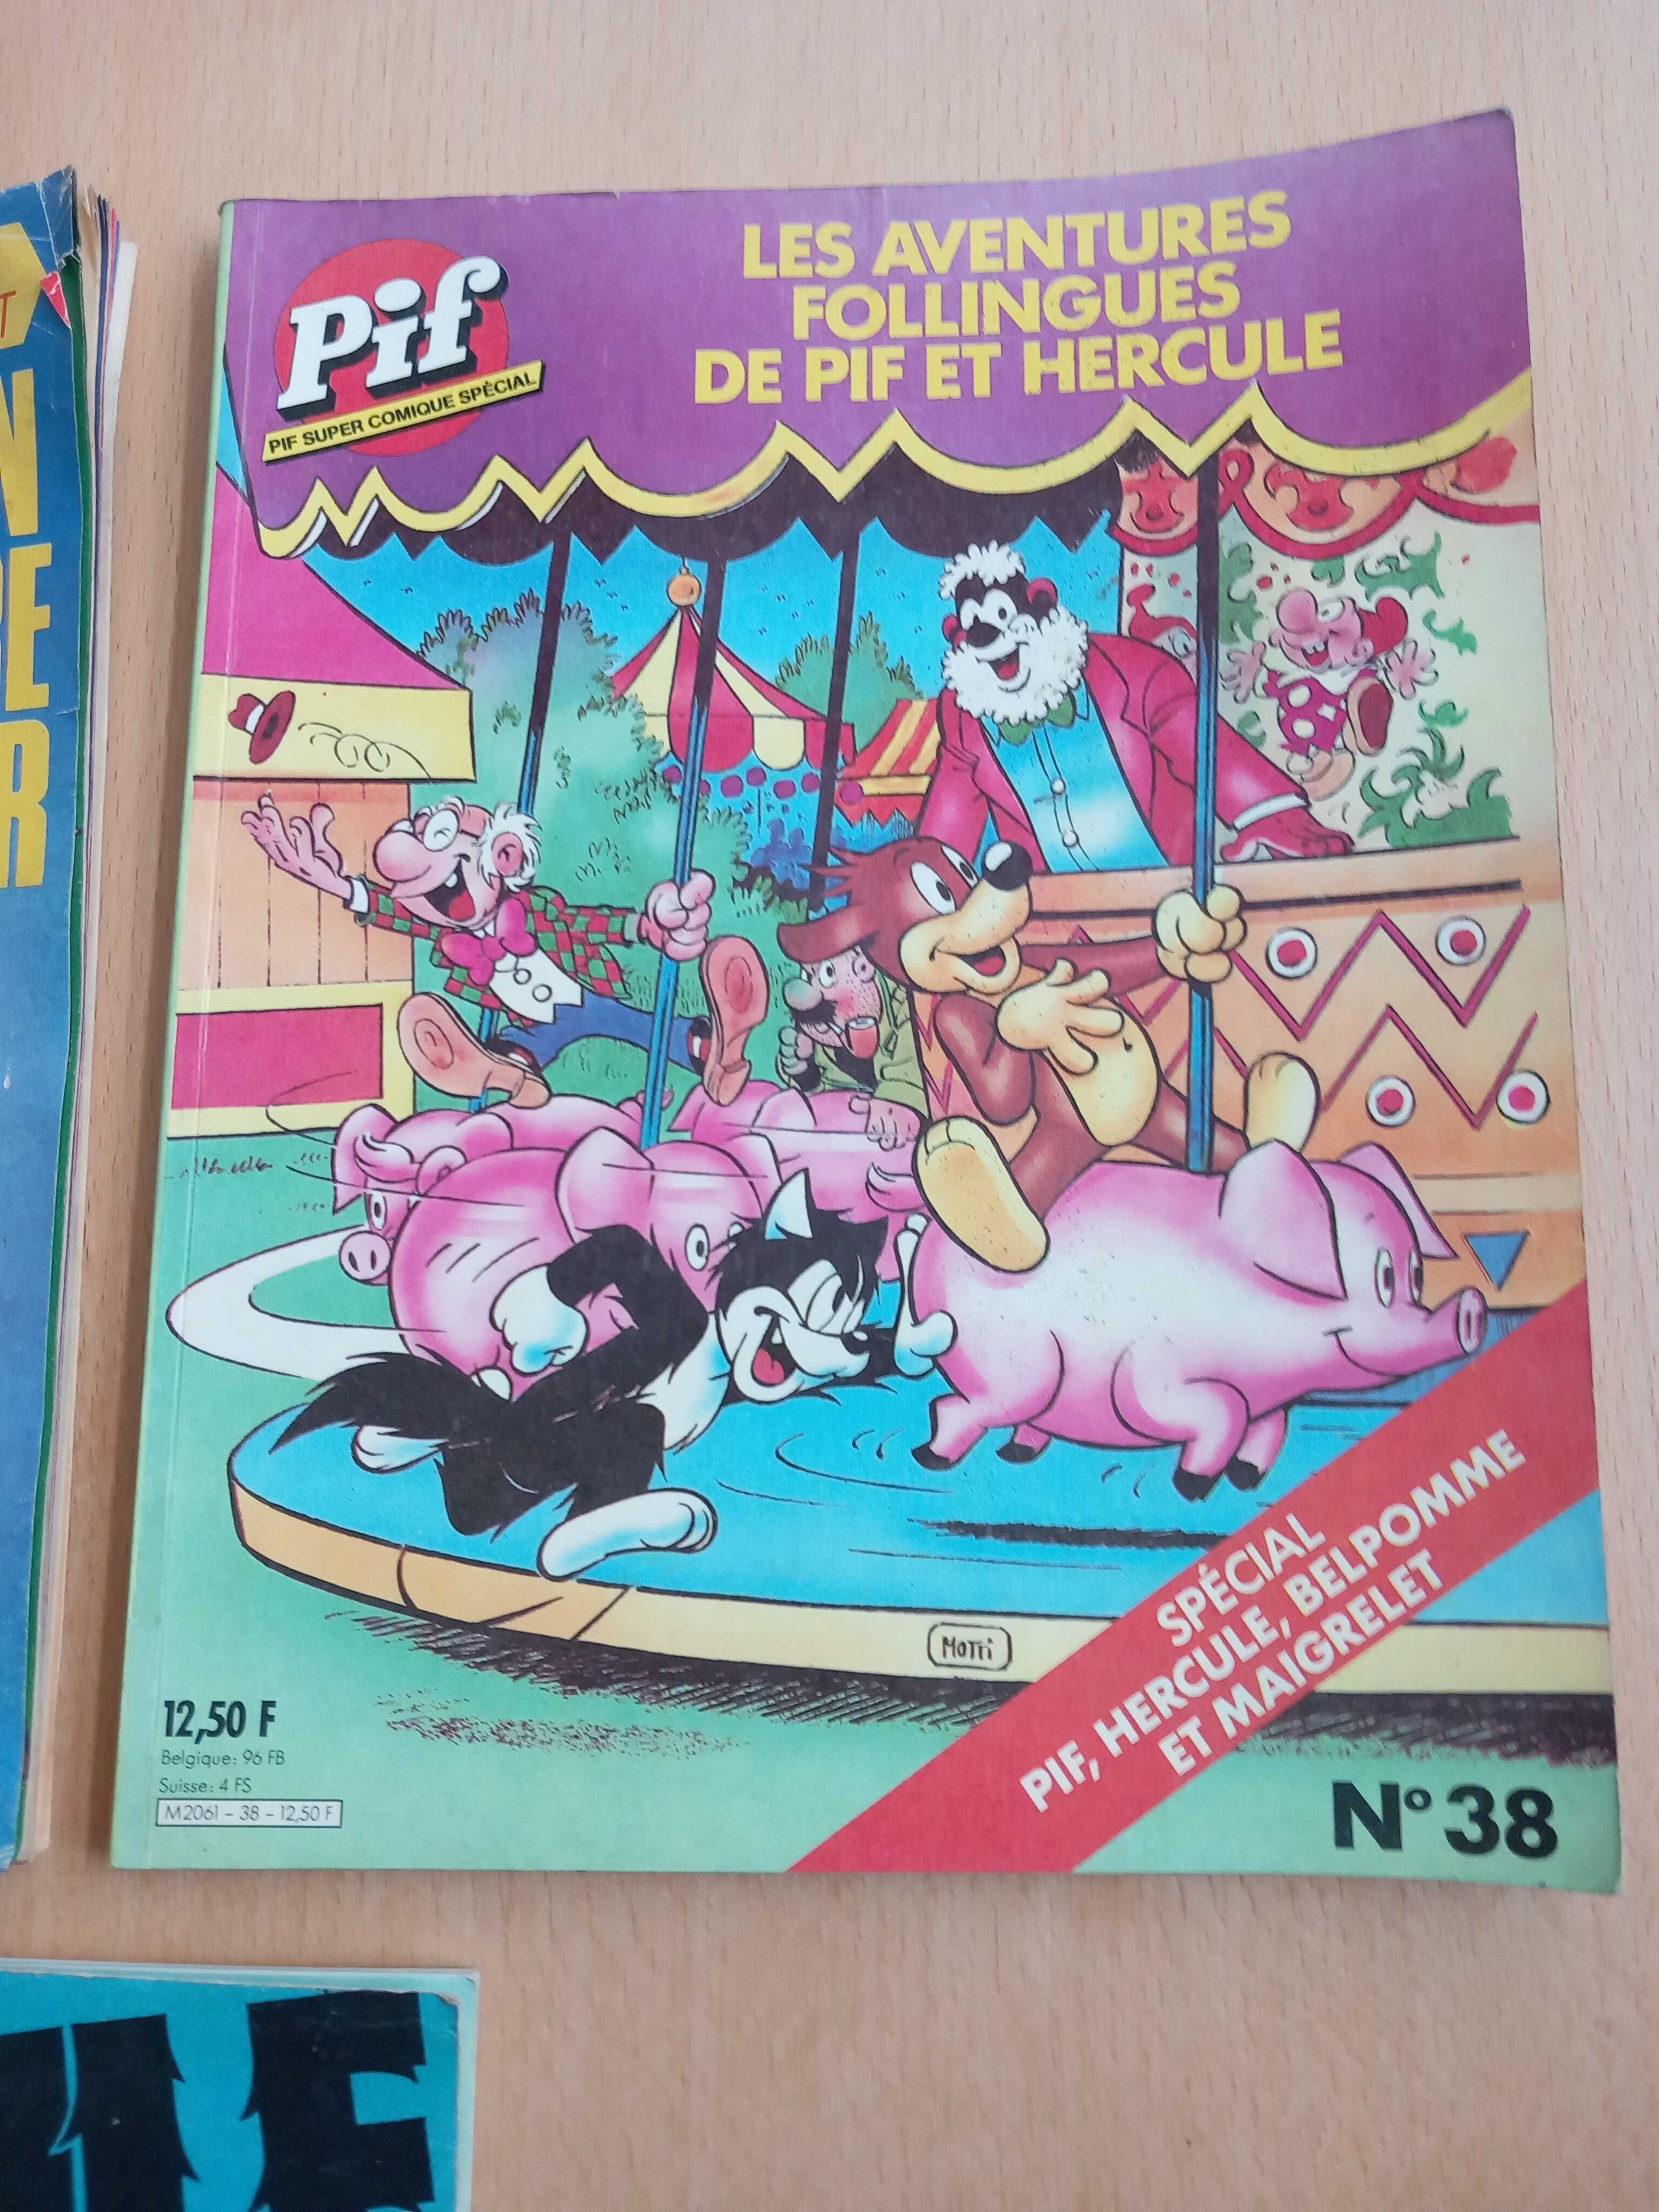 Pif
PIF SUPER COMIQUE SPÉCIAL
LES AVENTURES
FOLLINGUES
DE PIF ET HERCULE
MOTTI
SPÉCIAL
PIF, HERCULE, BELPOMME
ET MAIGRELET
12,50 F
Belgique: 96 FB
Suisse: 4 FS
M2061 - 38 - 12,50 F
N° 38